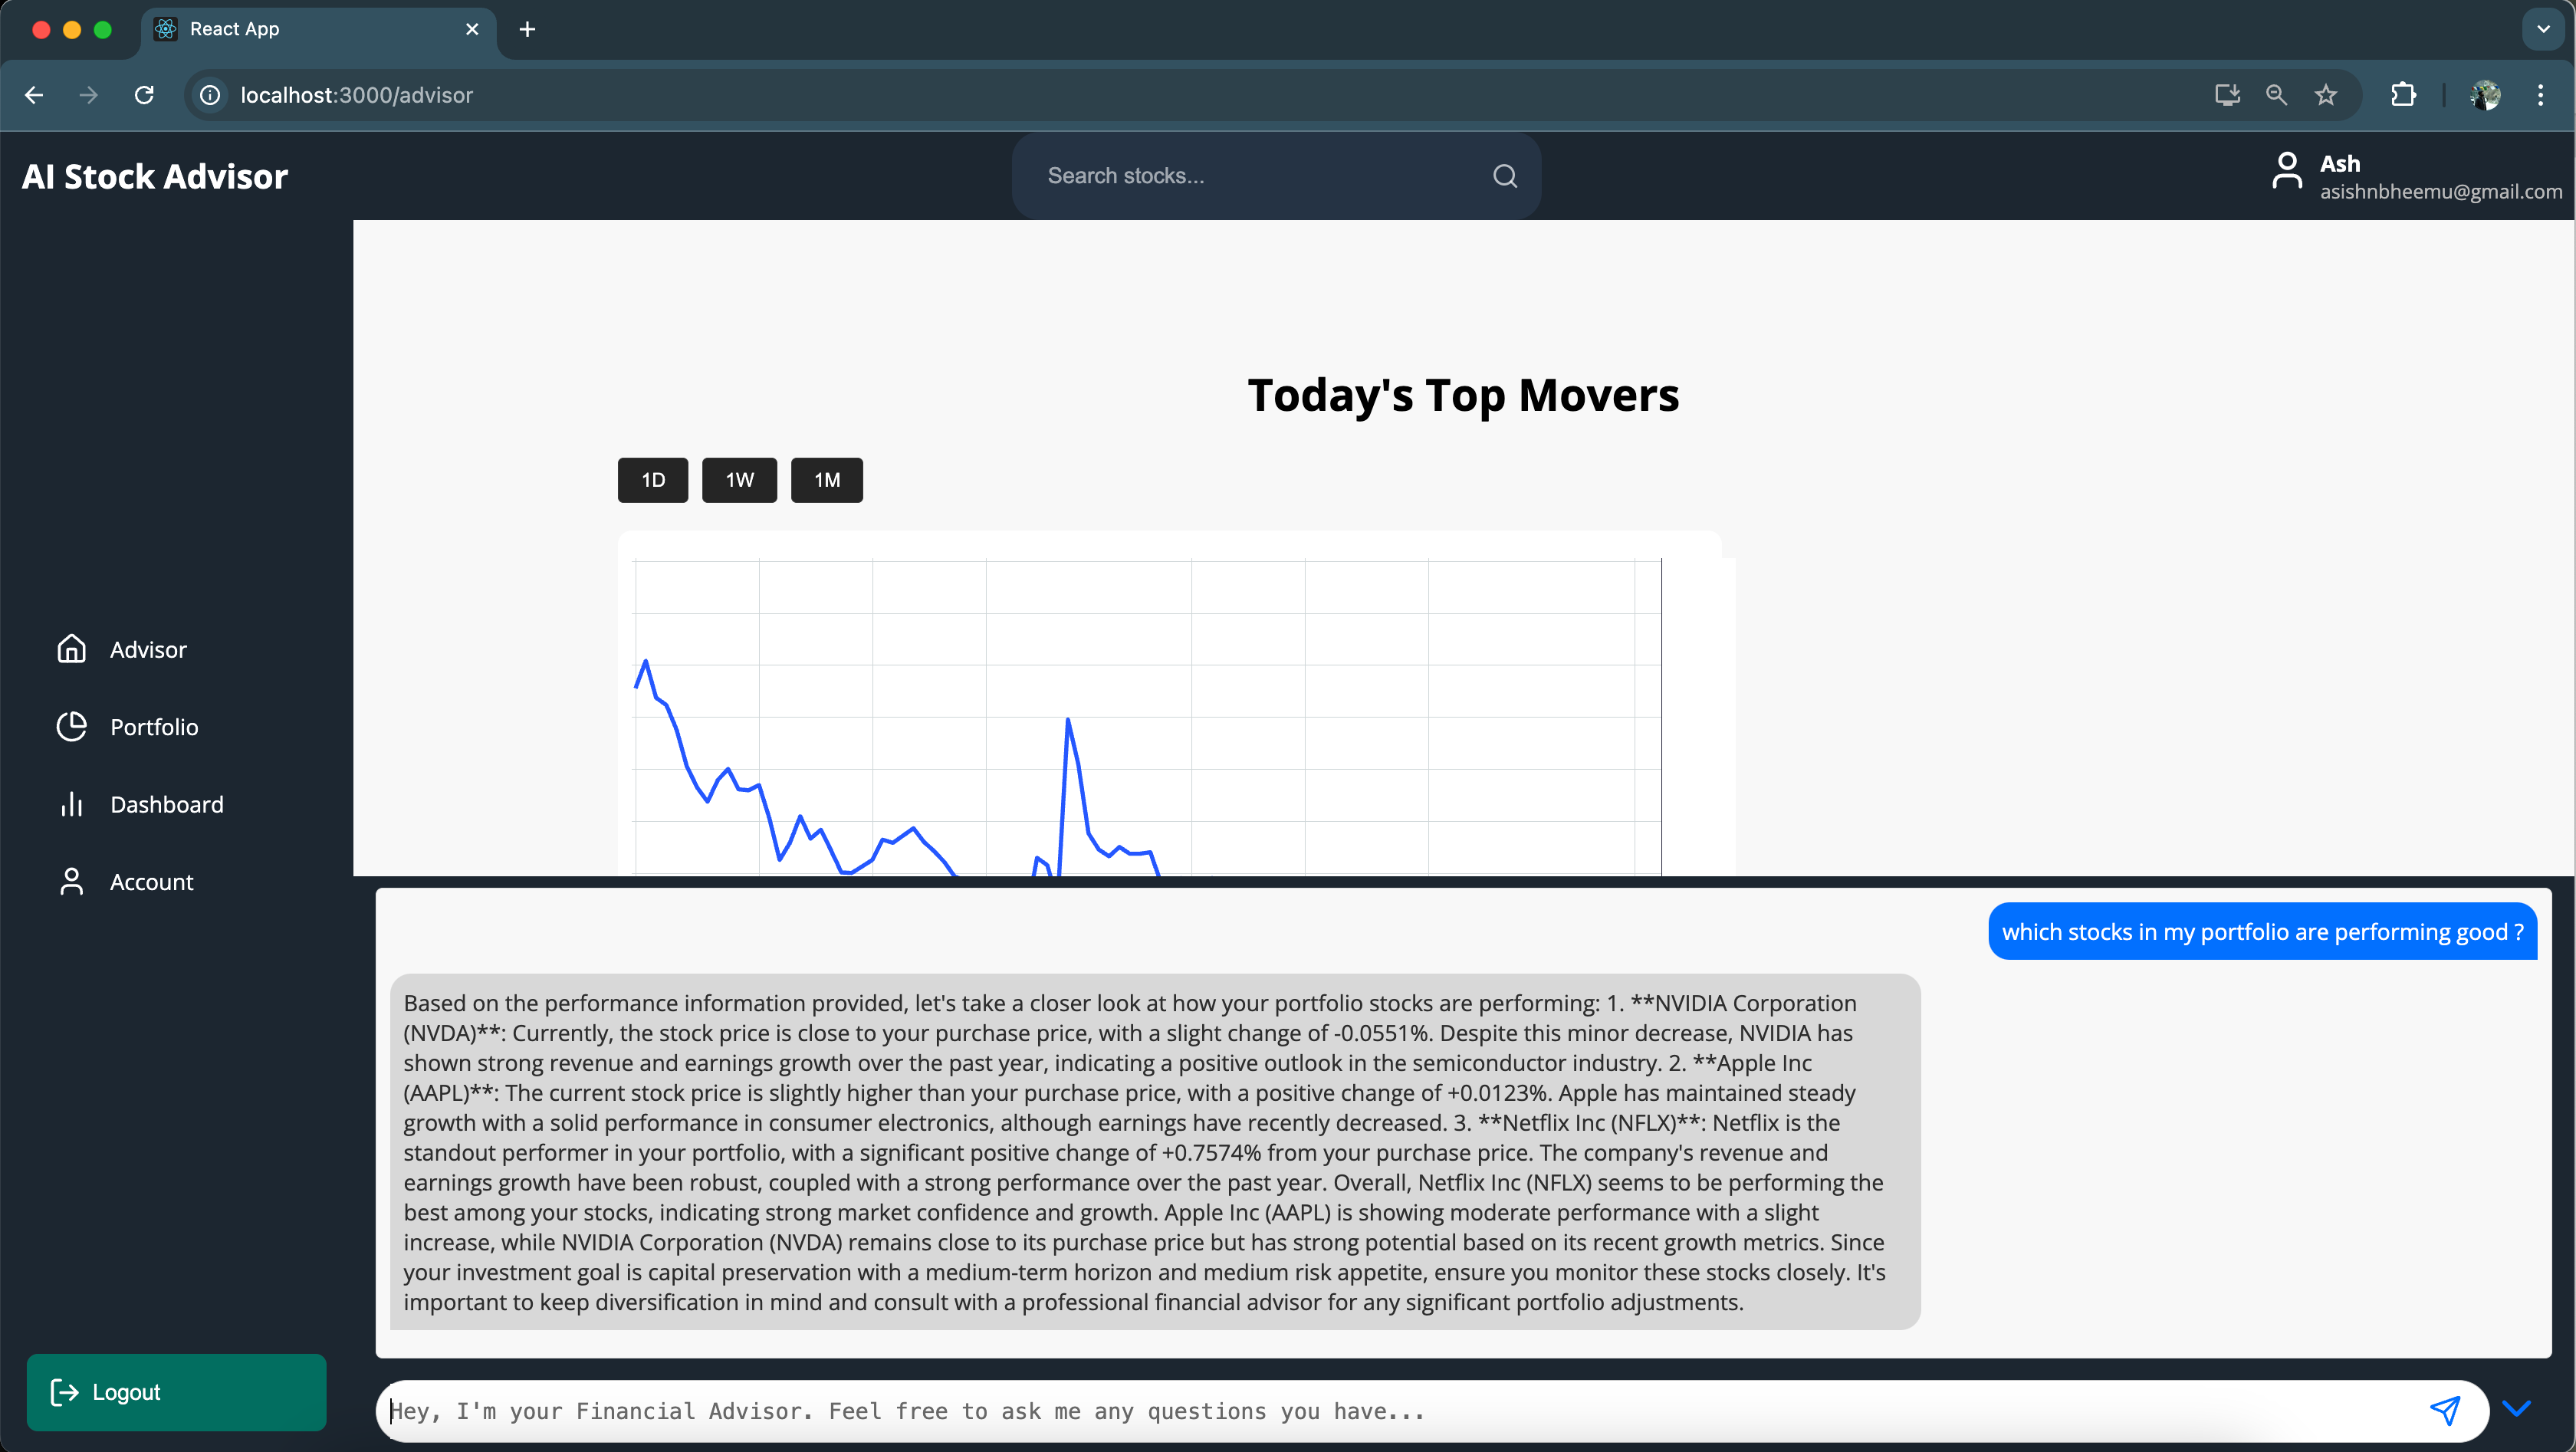 React App
localhost:3000/advisor
AI Stock Advisor
Search stocks...
Ash
asishnbheemu@gmail.com
Today's Top Movers
1D 1W 1M
Advisor
Portfolio
Dashboard
Account
which stocks in my portfolio are performing good ?
Based on the performance information provided, let's take a closer look at how your portfolio stocks are performing: 1. **NVIDIA Corporation
(NVDA)**: Currently, the stock price is close to your purchase price, with a slight change of -0.0551%. Despite this minor decrease, NVIDIA has
shown strong revenue and earnings growth over the past year, indicating a positive outlook in the semiconductor industry. 2. **Apple Inc
(AAPL)**: The current stock price is slightly higher than your purchase price, with a positive change of +0.0123%. Apple has maintained steady
growth with a solid performance in consumer electronics, although earnings have recently decreased. 3. **Netflix Inc (NFLX)**: Netflix is the
standout performer in your portfolio, with a significant positive change of +0.7574% from your purchase price. The company's revenue and
earnings growth have been robust, coupled with a strong performance over the past year. Overall, Netflix Inc (NFLX) seems to be performing the
best among your stocks, indicating strong market confidence and growth. Apple Inc (AAPL) is showing moderate performance with a slight
increase, while NVIDIA Corporation (NVDA) remains close to its purchase price but has strong potential based on its recent growth metrics. Since
your investment goal is capital preservation with a medium-term horizon and medium risk appetite, ensure you monitor these stocks closely. It's
important to keep diversification in mind and consult with a professional financial advisor for any significant portfolio adjustments.
Logout
Hey, I'm your Financial Advisor. Feel free to ask me any questions you have...